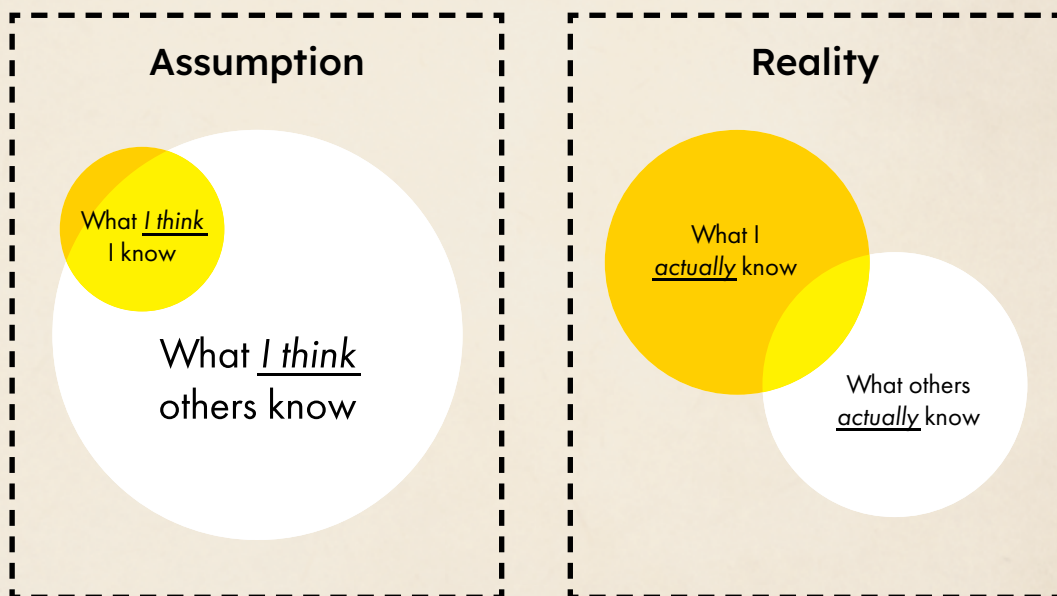 Assumption
What I think
I know
What I think
others know
Reality
What I
actually know
What others
actually know